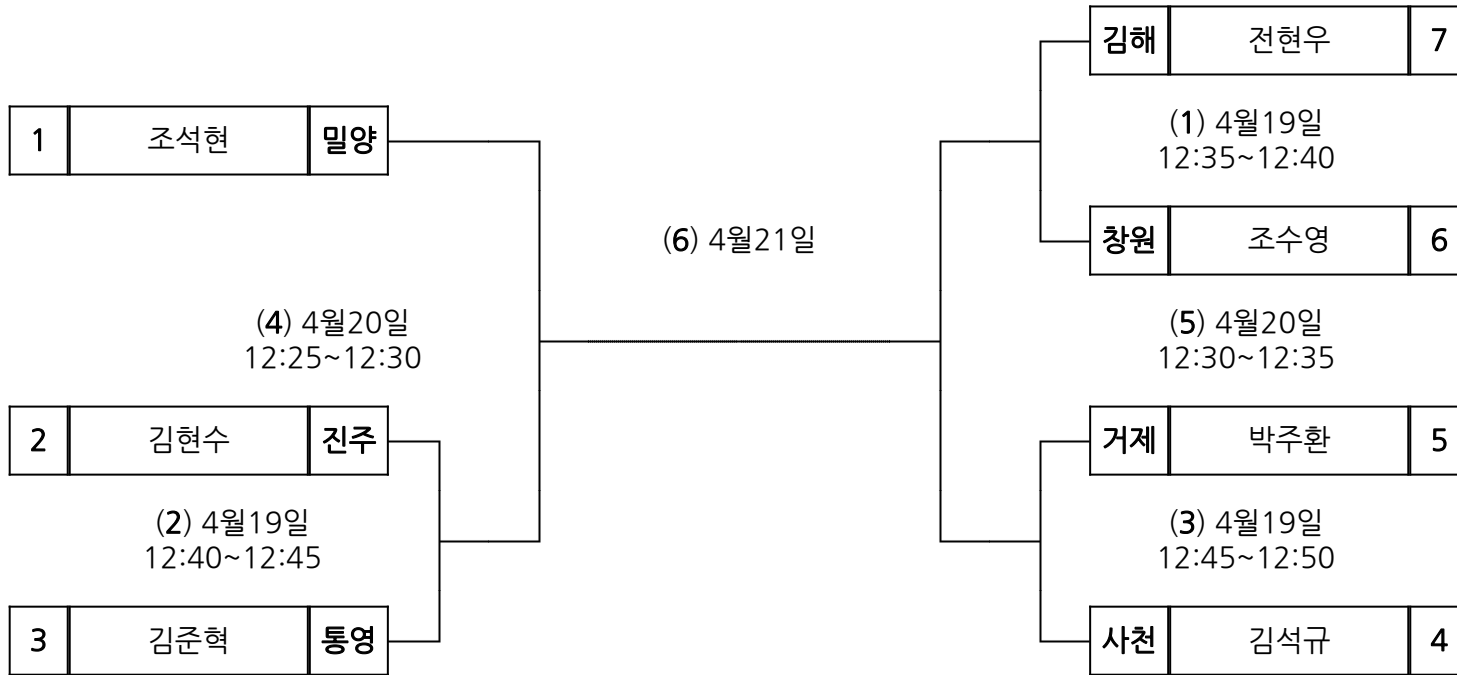 1 조석현 밀양
(4) 4월20일
12:25~12:30
2 김현수 진주
(2) 4월19일
12:40~12:45
3 김준혁 통영
(6) 4월21일
김해 전현우 7
(1) 4월19일
12:35~12:40
창원 조수영 6
(5) 4월20일
12:30~12:35
거제 박주환 5
(3) 4월19일
12:45~12:50
사천 김석규 4